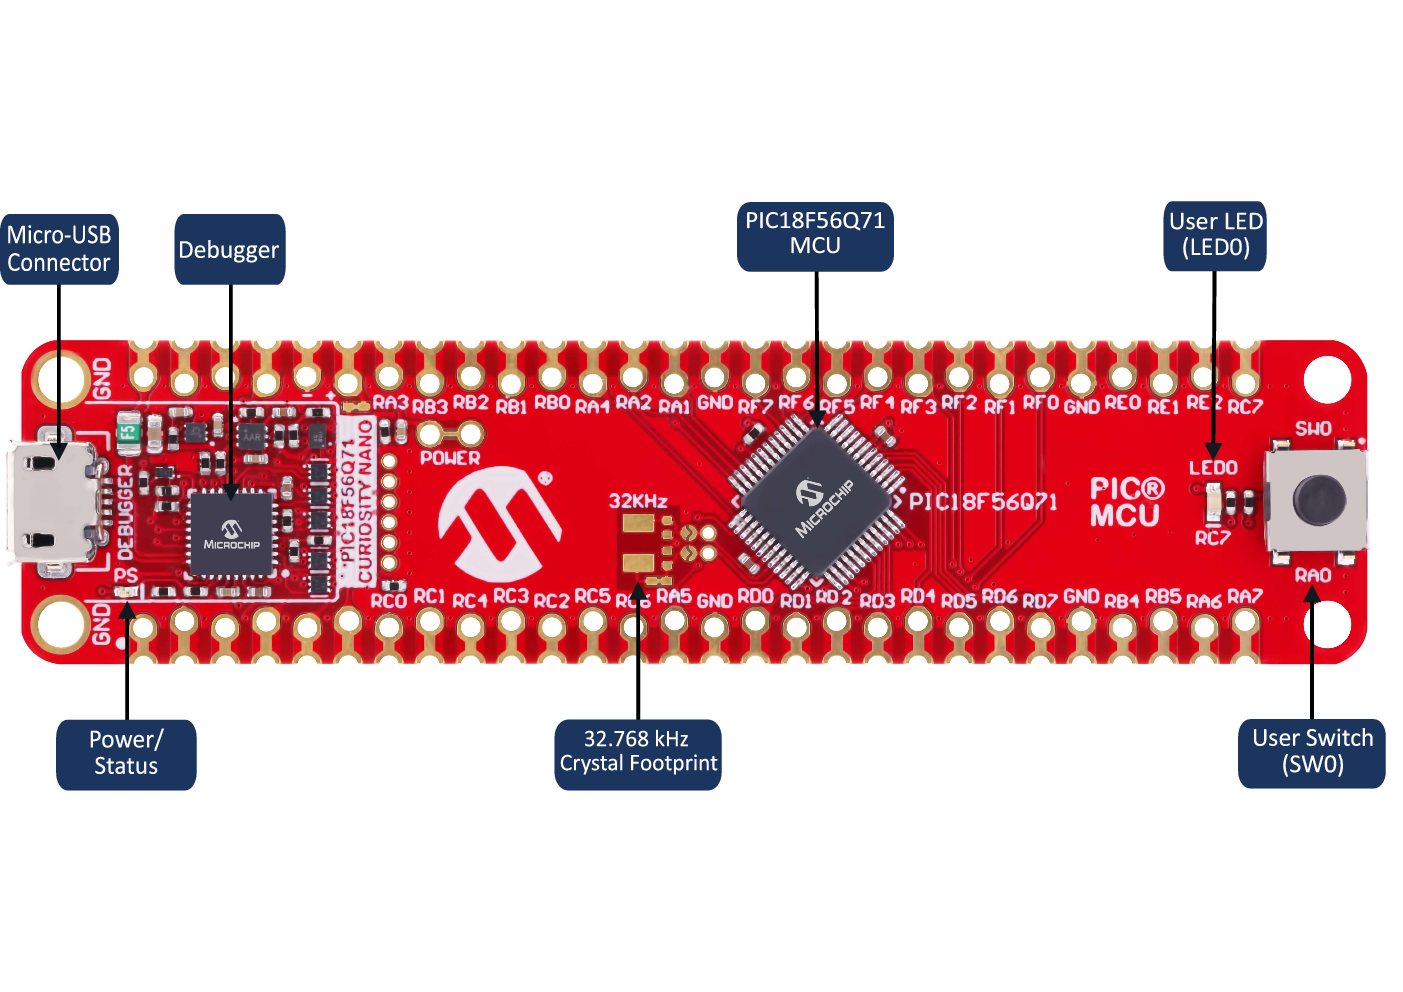 Micro-USB
Connector
Debugger
PIC18F56Q71
MCU
User LED
(LED0)
GND
- +
RA3 RB3 RB2 RB1 RB0 RA4 RA2 RA1 GND RF7 RF6 RF5 RF4 RF3 RF2 RF1 RF0 GND RE0 RE1 RE2 RC7
F5
AAR
DEBUGGER
MICROCHIP
PIC18F56Q71
CURIOSITY NANO
POWER
®
32KHz
MICROCHIP
PIC18F56Q71
PIC®
MCU
LED0
RC7
SW0
RA0
PS
GND
RC0 RC1 RC4 RC3 RC2 RC5 RC6 RA5 GND RD0 RD1 RD2 RD3 RD4 RD5 RD6 RD7 GND RB4 RB5 RA6 RA7
Power/
Status
32.768 kHz
Crystal Footprint
User Switch
(SW0)